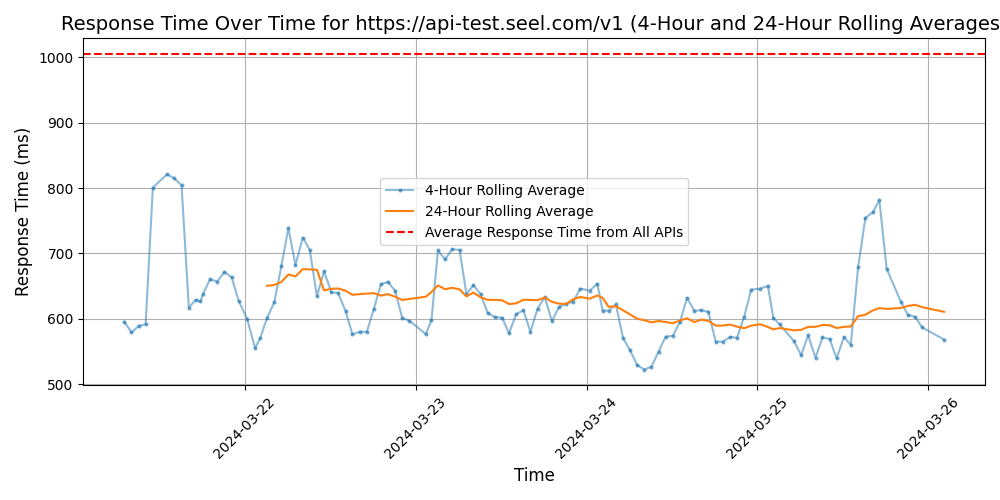 Response Time Over Time for https://api-test.seel.com/v1 (4-Hour and 24-Hour Rolling Averages
Response Time (ms)
1000
900
800
700
600
500
4-Hour Rolling Average
24-Hour Rolling Average
Average Response Time from All APIs
2024-03-22
2024-03-23
2024-03-24
2024-03-25
2024-03-26
Time